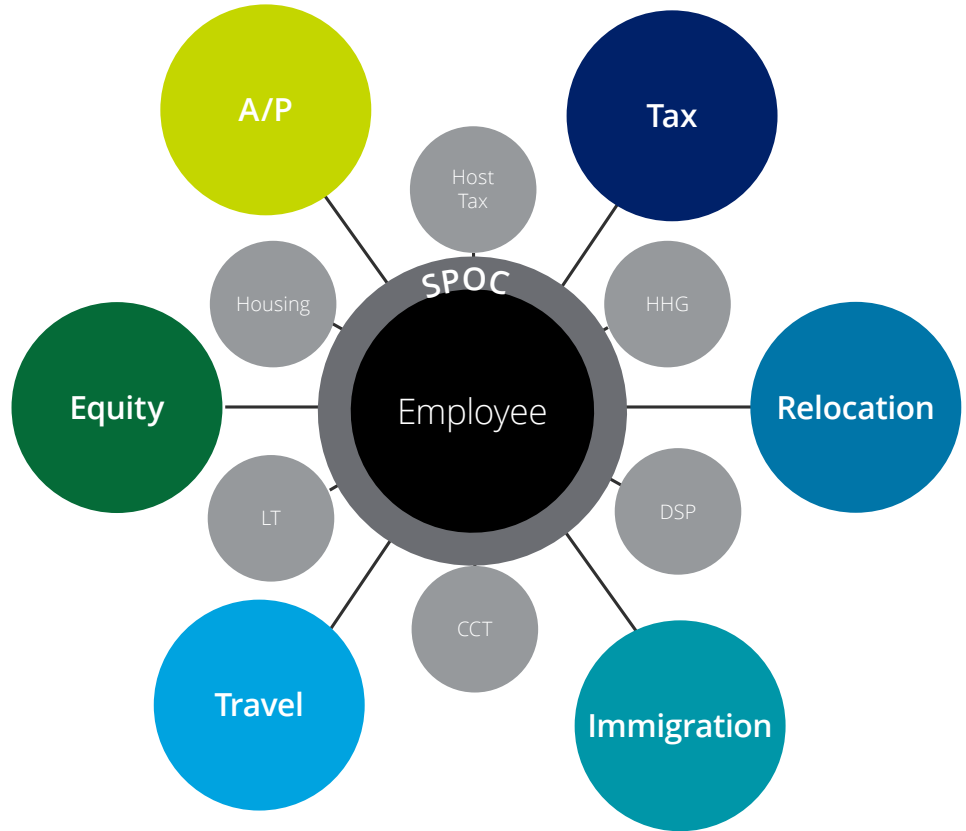 A/P
Tax
Host
Tax
SPOC
Housing
HHG
Equity
Employee
Relocation
LT
DSP
CCT
Travel
Immigration